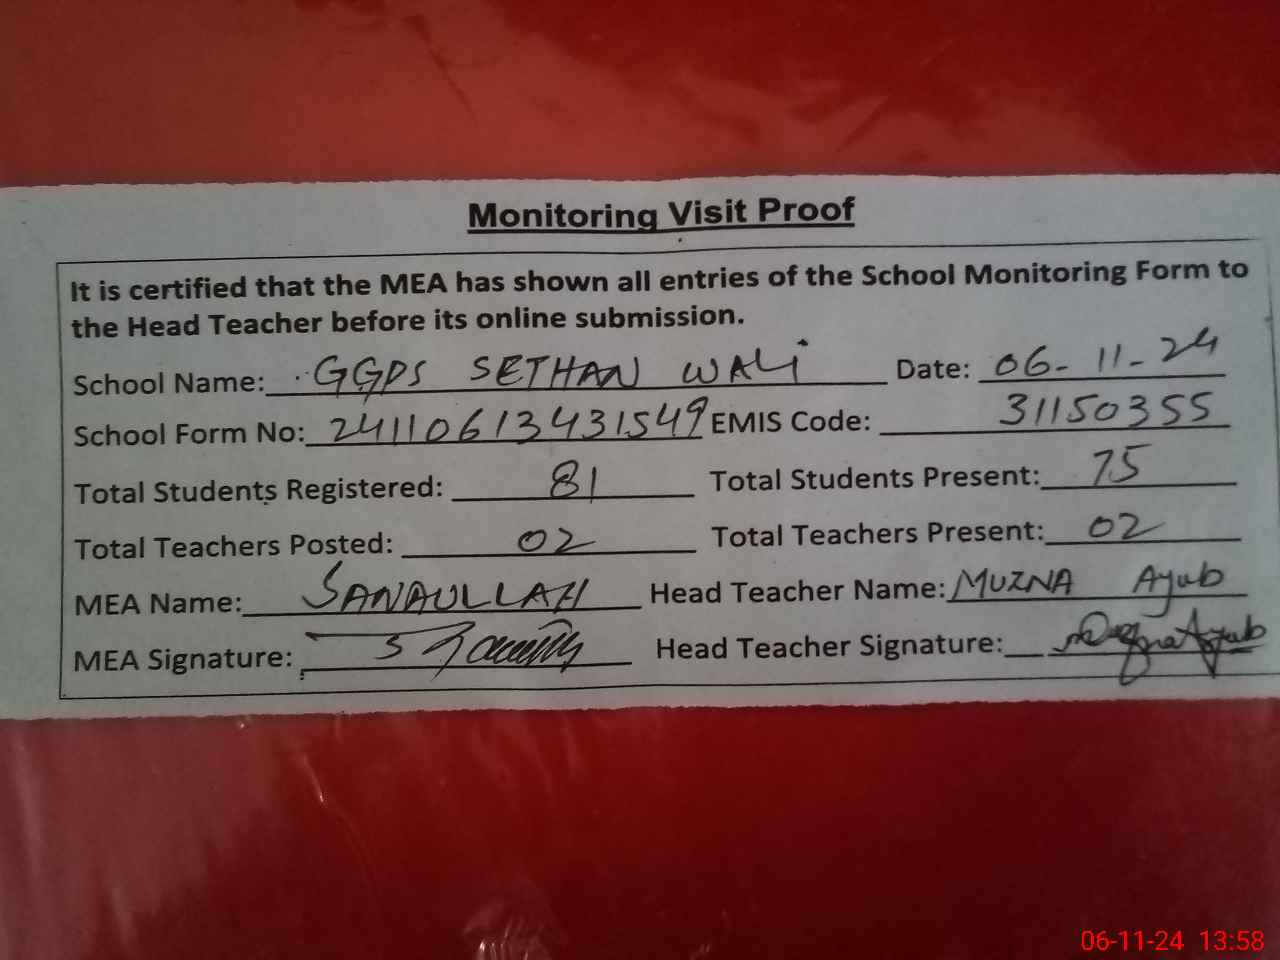 Monitoring Visit Proof
It is certified that the MEA has shown all entries of the School Monitoring Form to
the Head Teacher before its online submission.
School Name: GGPS SETHAN WALI Date: 06-11-24
School Form No: 24110613431549 EMIS Code: 31150355
Total Students Registered: 81 Total Students Present: 75
Total Teachers Posted: 02 Total Teachers Present: 02
MEA Name: SANAULLAH Head Teacher Name: MUZNA Ayub
MEA Signature: Head Teacher Signature: Ayub
06-11-24 13:58